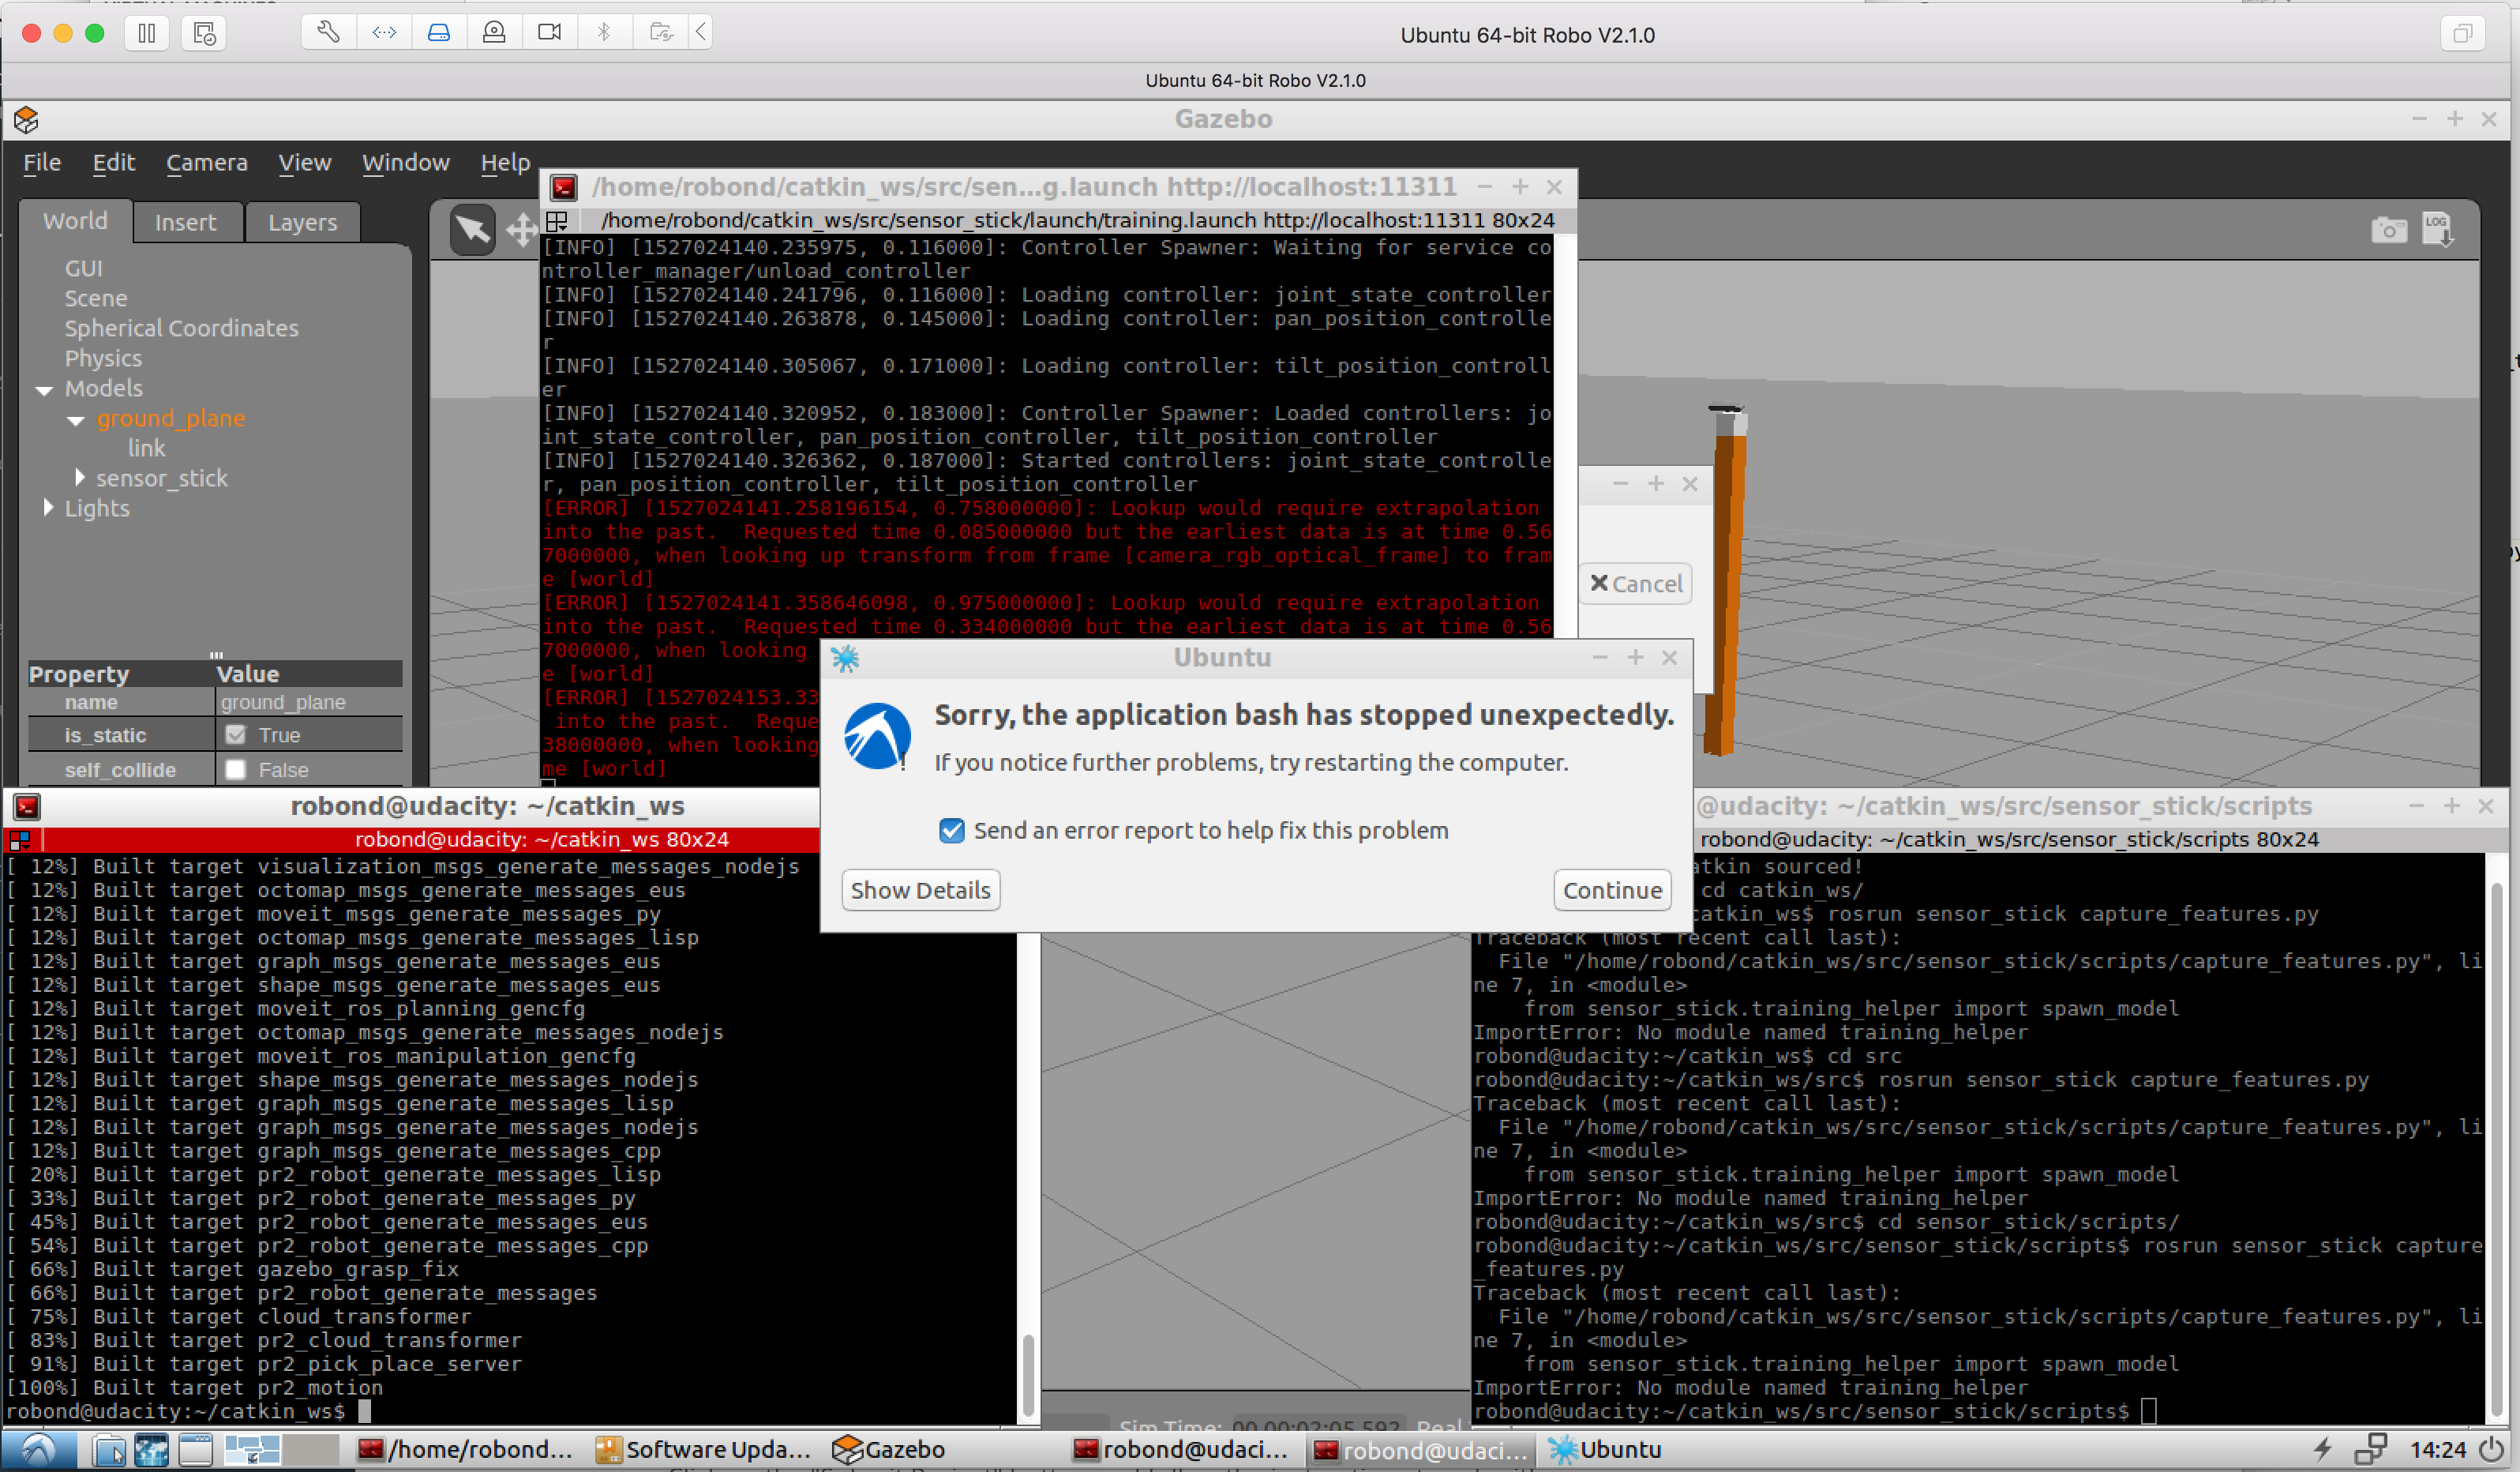 Ubuntu 64-bit Robo V2.1.0
Ubuntu 64-bit Robo V2.1.0
Gazebo
File Edit Camera View Window Help
World Insert Layers
GUI
Scene
Spherical Coordinates
Physics
Models
ground_plane
link
sensor_stick
Lights
Property Value
name ground_plane
is_static True
self_collide False
LOG
/home/robond/catkin_ws/src/sen...g.launch http://localhost:11311
/home/robond/catkin_ws/src/sensor_stick/launch/training.launch http://localhost:11311 80x24
[INFO] [1527024140.235975, 0.116000]: Controller Spawner: Waiting for service co
ntroller_manager/unload_controller
[INFO] [1527024140.241796, 0.116000]: Loading controller: joint_state_controller
[INFO] [1527024140.263878, 0.145000]: Loading controller: pan_position_controlle
r
[INFO] [1527024140.305067, 0.171000]: Loading controller: tilt_position_controll
er
[INFO] [1527024140.320952, 0.183000]: Controller Spawner: Loaded controllers: jo
int_state_controller, pan_position_controller, tilt_position_controller
[INFO] [1527024140.326362, 0.187000]: Started controllers: joint_state_controlle
r, pan_position_controller, tilt_position_controller
[ERROR] [1527024141.258196154, 0.758000000]: Lookup would require extrapolation
into the past.  Requested time 0.085000000 but the earliest data is at time 0.56
7000000, when looking up transform from frame [camera_rgb_optical_frame] to fram
e [world]
[ERROR] [1527024141.358646098, 0.975000000]: Lookup would require extrapolation
into the past.  Requested time 0.334000000 but the earliest data is at time 0.56
7000000, when looking
e [world]
[ERROR] [1527024153.33
into the past.  Reque
38000000, when looking
me [world]
Cancel
Ubuntu
Sorry, the application bash has stopped unexpectedly.
If you notice further problems, try restarting the computer.
Send an error report to help fix this problem
Show Details Continue
robond@udacity: ~/catkin_ws
robond@udacity: ~/catkin_ws 80x24
[ 12%] Built target visualization_msgs_generate_messages_nodejs
[ 12%] Built target octomap_msgs_generate_messages_eus
[ 12%] Built target moveit_msgs_generate_messages_py
[ 12%] Built target octomap_msgs_generate_messages_lisp
[ 12%] Built target graph_msgs_generate_messages_eus
[ 12%] Built target shape_msgs_generate_messages_eus
[ 12%] Built target moveit_ros_planning_gencfg
[ 12%] Built target octomap_msgs_generate_messages_nodejs
[ 12%] Built target moveit_ros_manipulation_gencfg
[ 12%] Built target shape_msgs_generate_messages_nodejs
[ 12%] Built target graph_msgs_generate_messages_lisp
[ 12%] Built target graph_msgs_generate_messages_nodejs
[ 12%] Built target graph_msgs_generate_messages_cpp
[ 20%] Built target pr2_robot_generate_messages_lisp
[ 33%] Built target pr2_robot_generate_messages_py
[ 45%] Built target pr2_robot_generate_messages_eus
[ 54%] Built target pr2_robot_generate_messages_cpp
[ 66%] Built target gazebo_grasp_fix
[ 66%] Built target pr2_robot_generate_messages
[ 75%] Built target cloud_transformer
[ 83%] Built target pr2_cloud_transformer
[ 91%] Built target pr2_pick_place_server
[100%] Built target pr2_motion
robond@udacity:~/catkin_ws$
@udacity: ~/catkin_ws/src/sensor_stick/scripts
robond@udacity: ~/catkin_ws/src/sensor_stick/scripts 80x24
atkin sourced!
cd catkin_ws/
catkin_ws$ rosrun sensor_stick capture_features.py
Traceback (most recent call last):
File "/home/robond/catkin_ws/src/sensor_stick/scripts/capture_features.py", li
ne 7, in <module>
from sensor_stick.training_helper import spawn_model
ImportError: No module named training_helper
robond@udacity:~/catkin_ws$ cd src
robond@udacity:~/catkin_ws/src$ rosrun sensor_stick capture_features.py
Traceback (most recent call last):
File "/home/robond/catkin_ws/src/sensor_stick/scripts/capture_features.py", li
ne 7, in <module>
from sensor_stick.training_helper import spawn_model
ImportError: No module named training_helper
robond@udacity:~/catkin_ws/src$ cd sensor_stick/scripts/
robond@udacity:~/catkin_ws/src/sensor_stick/scripts$ rosrun sensor_stick capture
_features.py
Traceback (most recent call last):
File "/home/robond/catkin_ws/src/sensor_stick/scripts/capture_features.py", li
ne 7, in <module>
from sensor_stick.training_helper import spawn_model
ImportError: No module named training_helper
robond@udacity:~/catkin_ws/src/sensor_stick/scripts$
Sim Time: 00 00:02:05.592 Real
/home/robond... Software Upda... Gazebo robond@udaci... robond@udaci... Ubuntu 14:24